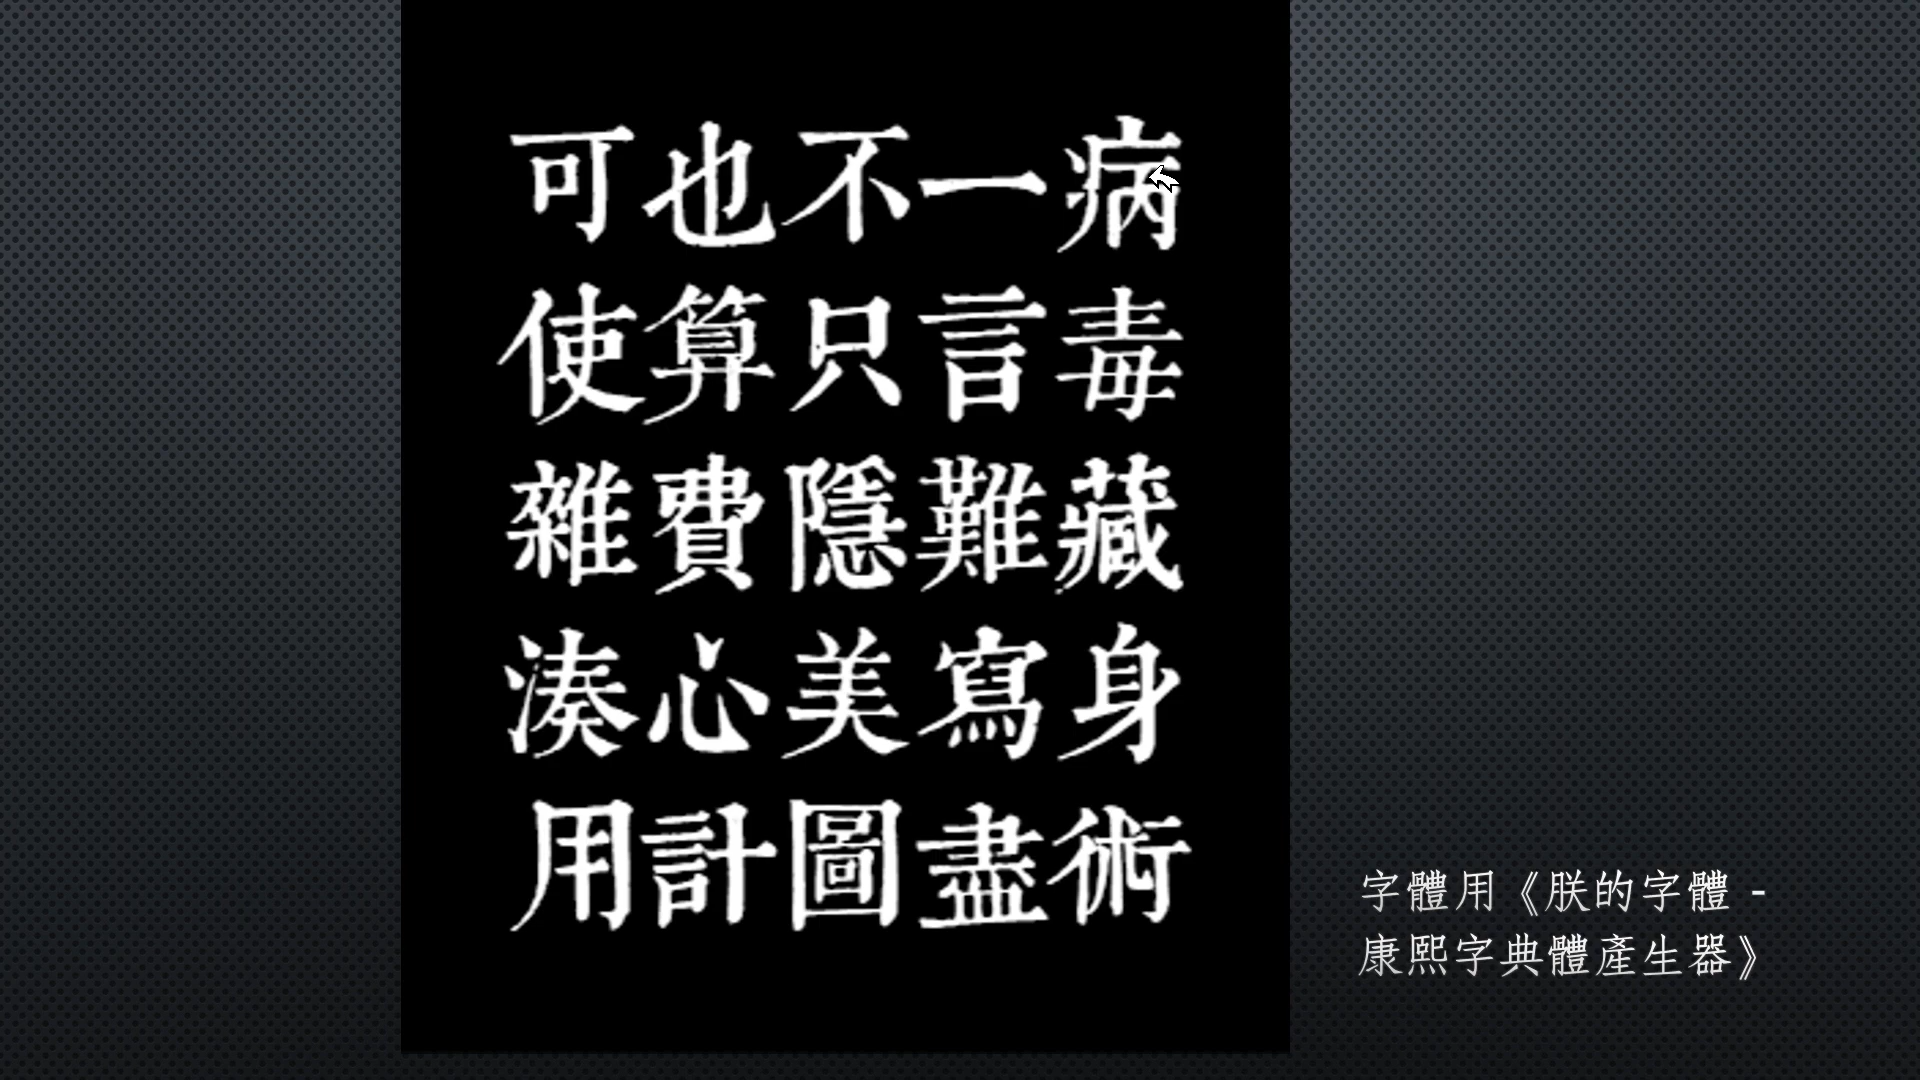 病毒藏身術
一言難寫盡
不只隱美圖
也算費心計
可使雜湊用
字體用《朕的字體 -
康熙字典體產生器》